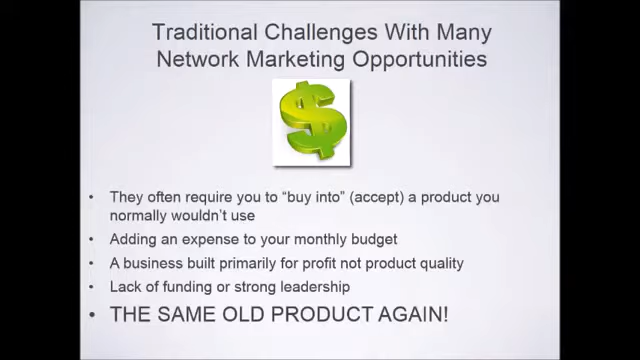 Traditional Challenges With Many
Network Marketing Opportunities
• They often require you to “buy into” (accept) a product you
normally wouldn’t use
• Adding an expense to your monthly budget
• A business built primarily for profit not product quality
• Lack of funding or strong leadership
• THE SAME OLD PRODUCT AGAIN!